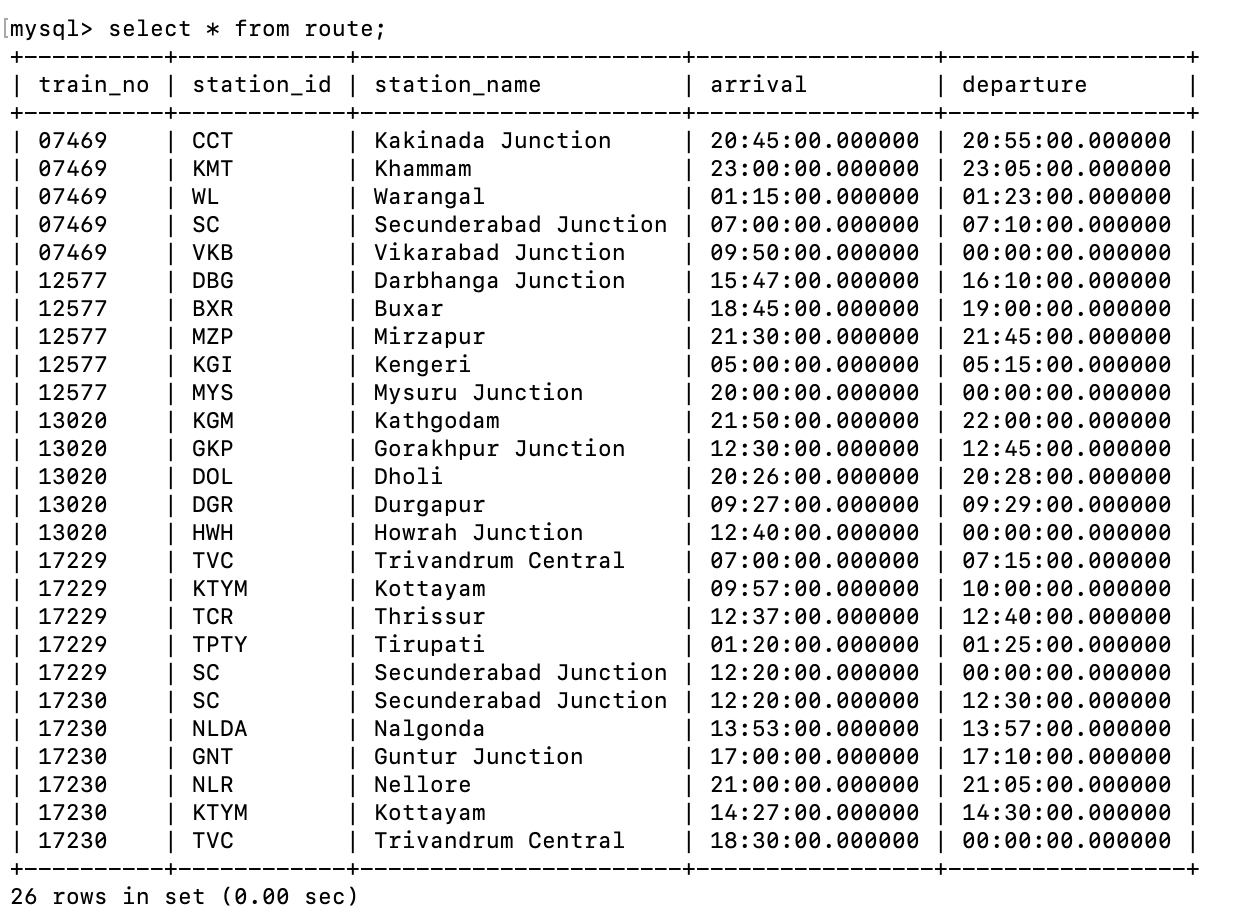 [mysql> select * from route;
+----------+------------+-----------------------+-----------------+-----------------+
| train_no | station_id | station_name          | arrival         | departure       |
+----------+------------+-----------------------+-----------------+-----------------+
| 07469    | CCT        | Kakinada Junction     | 20:45:00.000000 | 20:55:00.000000 |
| 07469    | KMT        | Khammam               | 23:00:00.000000 | 23:05:00.000000 |
| 07469    | WL         | Warangal              | 01:15:00.000000 | 01:23:00.000000 |
| 07469    | SC         | Secunderabad Junction | 07:00:00.000000 | 07:10:00.000000 |
| 07469    | VKB        | Vikarabad Junction    | 09:50:00.000000 | 00:00:00.000000 |
| 12577    | DBG        | Darbhanga Junction    | 15:47:00.000000 | 16:10:00.000000 |
| 12577    | BXR        | Buxar                 | 18:45:00.000000 | 19:00:00.000000 |
| 12577    | MZP        | Mirzapur              | 21:30:00.000000 | 21:45:00.000000 |
| 12577    | KGI        | Kengeri               | 05:00:00.000000 | 05:15:00.000000 |
| 12577    | MYS        | Mysuru Junction       | 20:00:00.000000 | 00:00:00.000000 |
| 13020    | KGM        | Kathgodam             | 21:50:00.000000 | 22:00:00.000000 |
| 13020    | GKP        | Gorakhpur Junction    | 12:30:00.000000 | 12:45:00.000000 |
| 13020    | DOL        | Dholi                 | 20:26:00.000000 | 20:28:00.000000 |
| 13020    | DGR        | Durgapur              | 09:27:00.000000 | 09:29:00.000000 |
| 13020    | HWH        | Howrah Junction       | 12:40:00.000000 | 00:00:00.000000 |
| 17229    | TVC        | Trivandrum Central    | 07:00:00.000000 | 07:15:00.000000 |
| 17229    | KTYM       | Kottayam              | 09:57:00.000000 | 10:00:00.000000 |
| 17229    | TCR        | Thrissur              | 12:37:00.000000 | 12:40:00.000000 |
| 17229    | TPTY       | Tirupati              | 01:20:00.000000 | 01:25:00.000000 |
| 17229    | SC         | Secunderabad Junction | 12:20:00.000000 | 00:00:00.000000 |
| 17230    | SC         | Secunderabad Junction | 12:20:00.000000 | 12:30:00.000000 |
| 17230    | NLDA       | Nalgonda              | 13:53:00.000000 | 13:57:00.000000 |
| 17230    | GNT        | Guntur Junction       | 17:00:00.000000 | 17:10:00.000000 |
| 17230    | NLR        | Nellore               | 21:00:00.000000 | 21:05:00.000000 |
| 17230    | KTYM       | Kottayam              | 14:27:00.000000 | 14:30:00.000000 |
| 17230    | TVC        | Trivandrum Central    | 18:30:00.000000 | 00:00:00.000000 |
+----------+------------+-----------------------+-----------------+-----------------+
26 rows in set (0.00 sec)